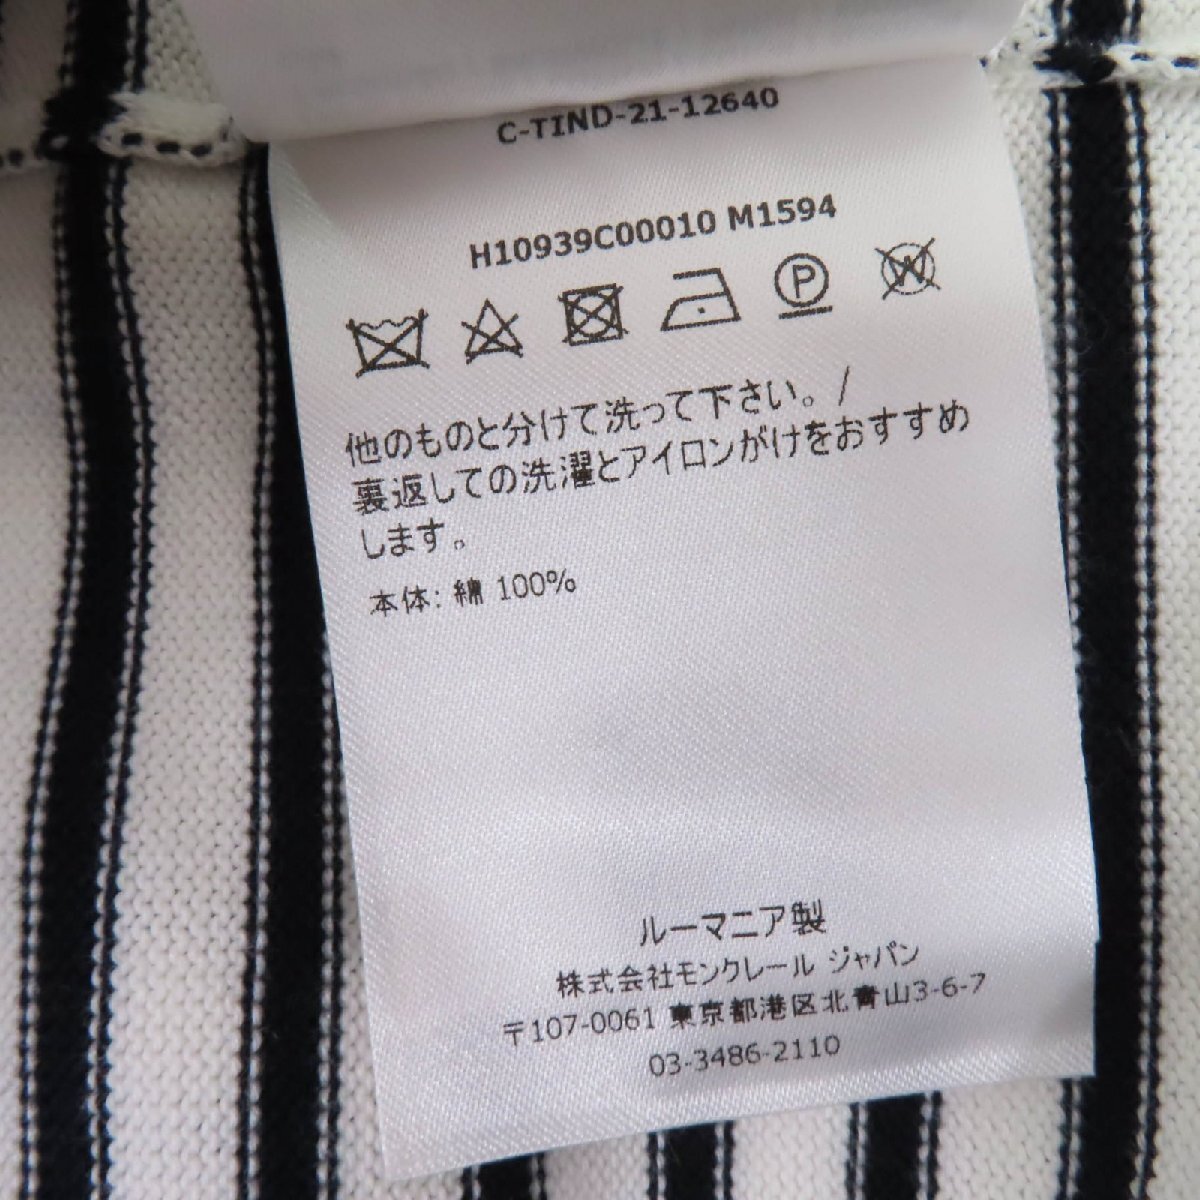 C-TIND-21-12640
H10939C00010 M1594
P W
他のものと分けて洗って下さい。/
裏返しての洗濯とアイロンがけをおすすめ
します。
本体: 綿 100%
ルーマニア製
株式会社モンクレール ジャパン
〒107-0061 東京都港区北青山3-6-7
03-3486-2110